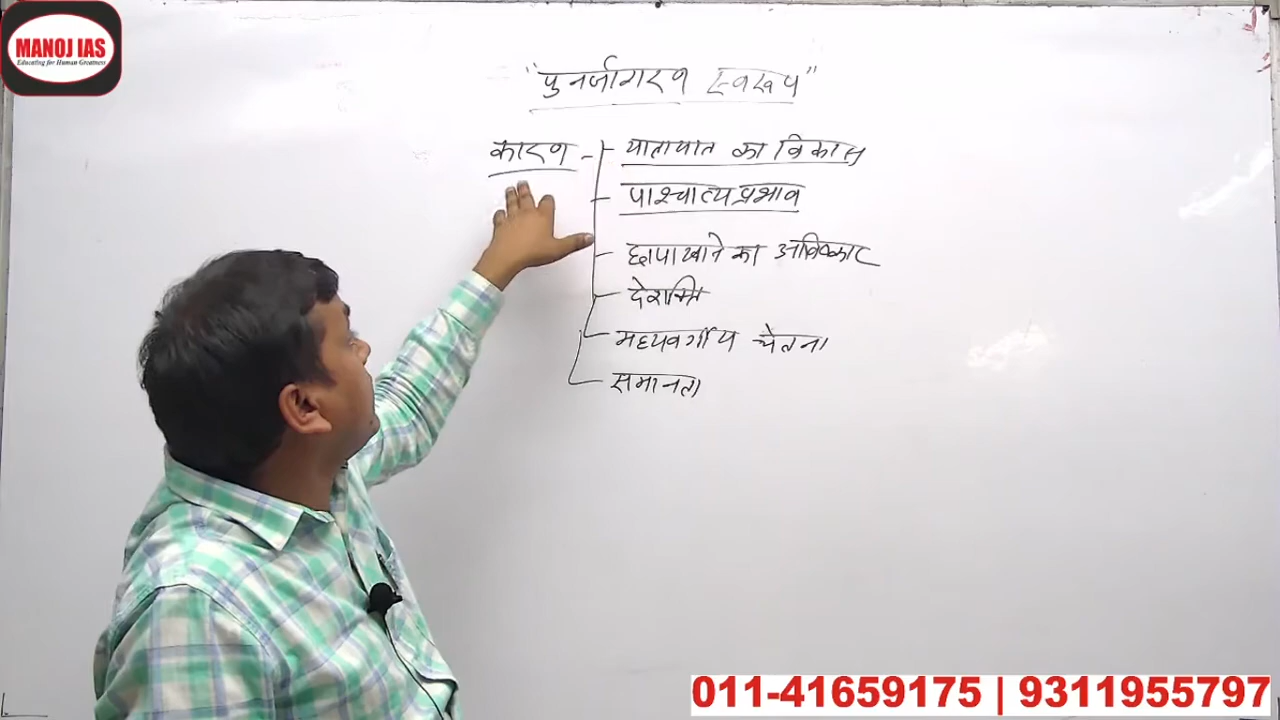 MANOJ IAS
Educating for Human Greatness
"पुनर्जागरण स्वरूप"
कारण - यातायात का विकास
पाश्चात्य प्रभाव
छापाखाने का आविष्कार
देशभक्ति
मध्यवर्गीय चेतना
समानता
011-41659175 | 9311955797